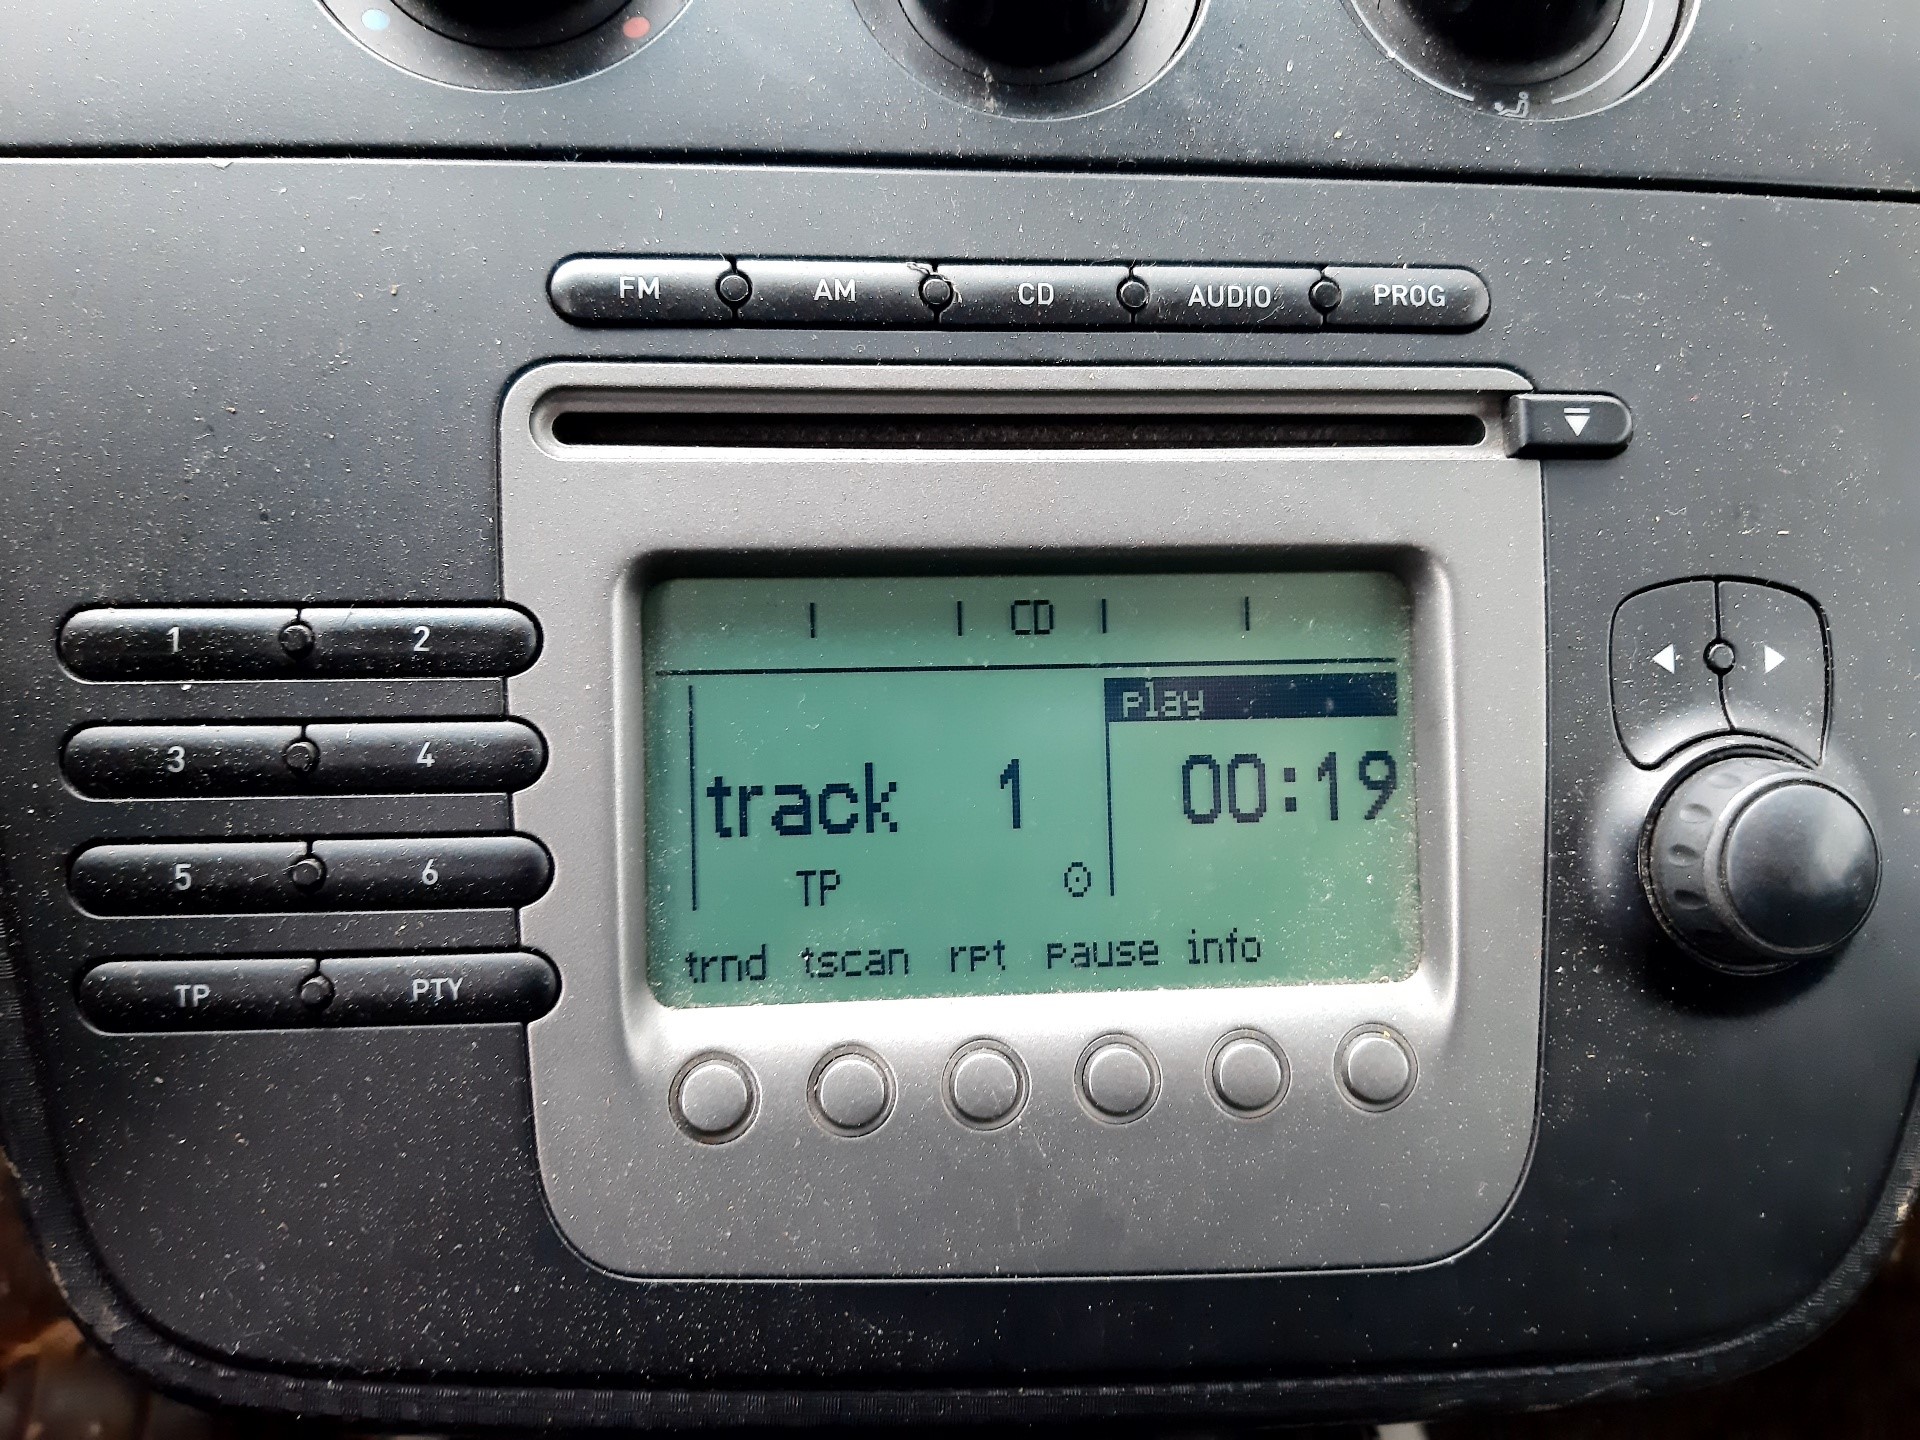 FM AM CD AUDIO PROG
CD
1 2
play
3 4
track 1 00:19
5 6
TP
trnd tscan rpt pause info
TP PTY